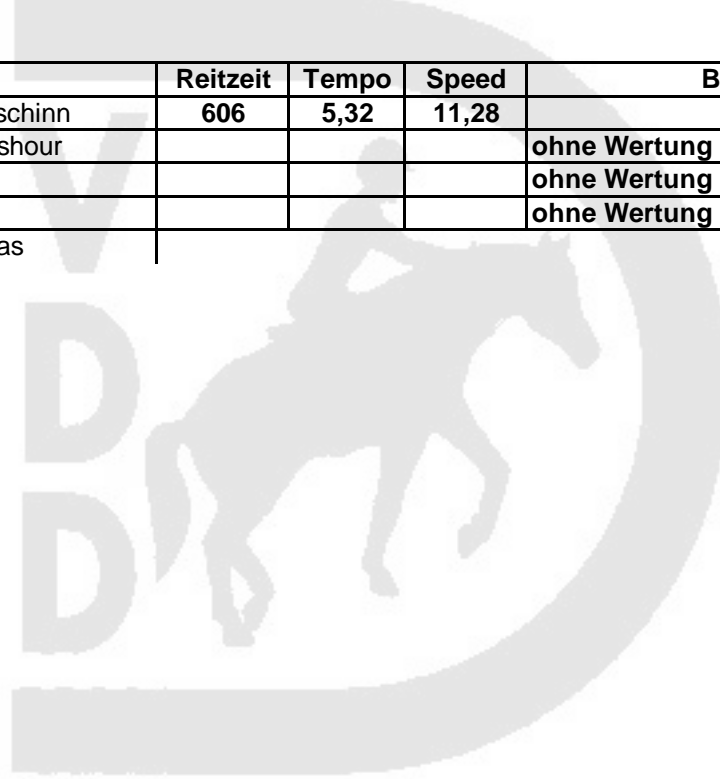 Reitzeit Tempo Speed B
schinn 606 5,32 11,28
shour ohne Wertung
ohne Wertung
ohne Wertung
as
V
D
D